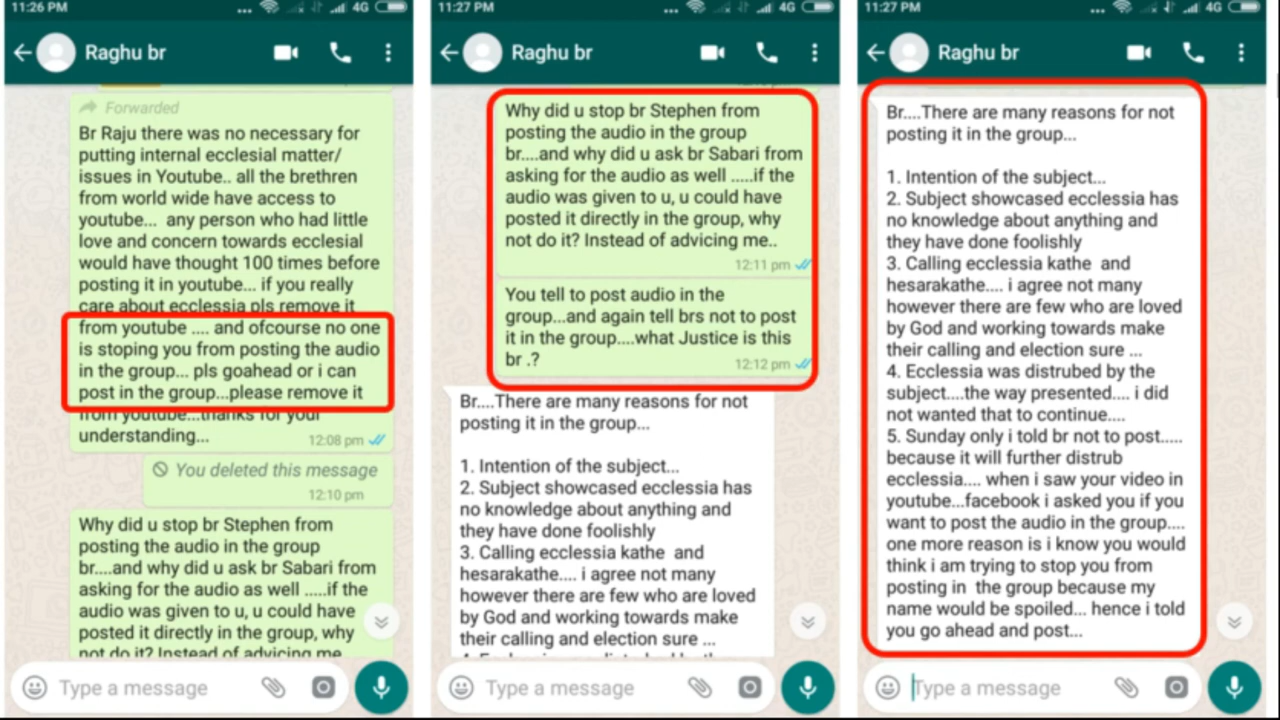 11:26 PM
... 4G
Raghu br
Forwarded
Br Raju there was no necessary for
putting internal ecclesial matter/
issues in Youtube.. all the brethren
from world wide have access to
youtube... any person who had little
love and concern towards ecclesial
would have thought 100 times before
posting it in youtube... if you really
care about ecclessia pls remove it
from youtube .... and ofcourse no one
is stoping you from posting the audio
in the group... pls goahead or i can
post in the group...please remove it
from youtube...thanks for your
understanding...
12:08 pm
You deleted this message
12:10 pm
Why did u stop br Stephen from
posting the audio in the group
br....and why did u ask br Sabari from
asking for the audio as well .....if the
audio was given to u, u could have
posted it directly in the group, why
not do it? Instead of advicing me
Type a message
11:27 PM
... 4G
Raghu br
Why did u stop br Stephen from
posting the audio in the group
br....and why did u ask br Sabari from
asking for the audio as well .....if the
audio was given to u, u could have
posted it directly in the group, why
not do it? Instead of advicing me..
12:11 pm
You tell to post audio in the
group...and again tell brs not to post
it in the group....what Justice is this
br .?
12:12 pm
Br....There are many reasons for not
posting it in the group...
1. Intention of the subject...
2. Subject showcased ecclessia has
no knowledge about anything and
they have done foolishly
3. Calling ecclessia kathe and
hesarakathe.... i agree not many
however there are few who are loved
by God and working towards make
their calling and election sure ...
Type a message
11:27 PM
... 4G
Raghu br
Br....There are many reasons for not
posting it in the group...
1. Intention of the subject...
2. Subject showcased ecclessia has
no knowledge about anything and
they have done foolishly
3. Calling ecclessia kathe and
hesarakathe.... i agree not many
however there are few who are loved
by God and working towards make
their calling and election sure ...
4. Ecclessia was distrubed by the
subject....the way presented.... i did
not wanted that to continue....
5. Sunday only i told br not to post.....
because it will further distrub
ecclessia.... when i saw your video in
youtube...facebook i asked you if you
want to post the audio in the group....
one more reason is i know you would
think i am trying to stop you from
posting in the group because my
name would be spoiled... hence i told
you go ahead and post...
Type a message